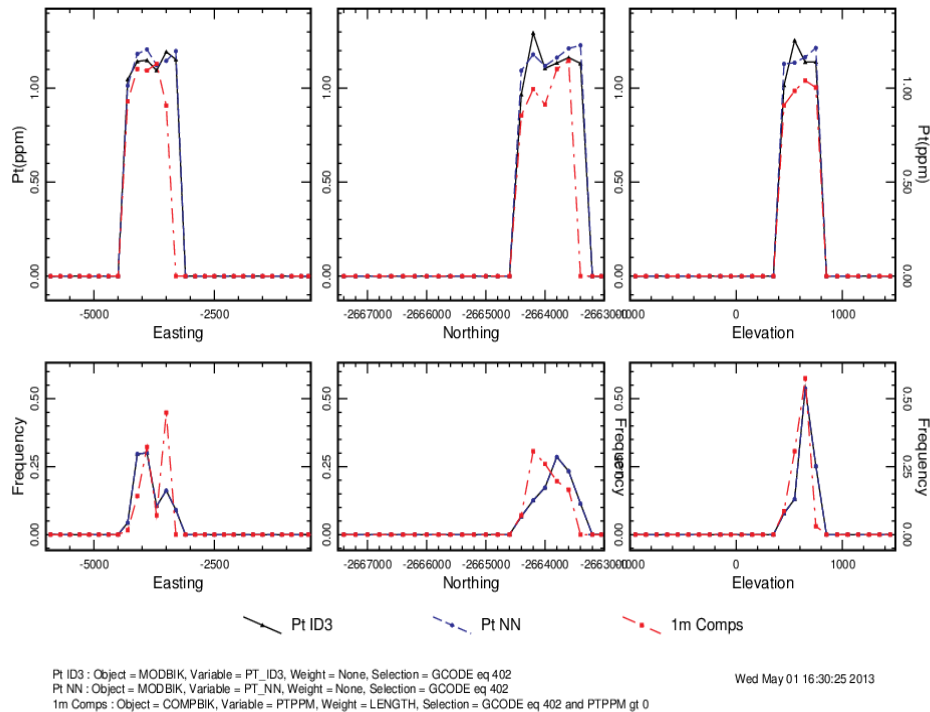 Pt(ppm)
1.00
0.50
0.00
-5000
-2500
Easting
-2667000
-2666000
-2665000
-2664000
-2663000
Northing
-1000
0
1000
Elevation
1.00
0.50
0.00
Pt(ppm)
Frequency
0.50
0.25
0.00
-5000
-2500
Easting
-2667000
-2666000
-2665000
-2664000
-2663000
Northing
Frequency
0
1000
Elevation
0.50
0.25
0.00
Frequency
Pt ID3
Pt NN
1m Comps
Pt ID3 : Object = MODBIK, Variable = PT_ID3, Weight = None, Selection = GCODE eq 402
Pt NN : Object = MODBIK, Variable = PT_NN, Weight = None, Selection = GCODE eq 402
1m Comps : Object = COMPBIK, Variable = PTPPM, Weight = LENGTH, Selection = GCODE eq 402 and PTPPM gt 0
Wed May 01 16:30:25 2013